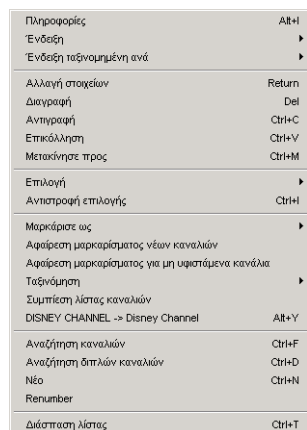 Πληροφορίες Alt+I
Ένδειξη
Ένδειξη ταξινομημένη ανά
Αλλαγή στοιχείων Return
Διαγραφή Del
Αντιγραφή Ctrl+C
Επικόλληση Ctrl+V
Μετακίνησε προς Ctrl+M
Επιλογή
Αντιστροφή επιλογής Ctrl+I
Μαρκάρισε ως
Αφαίρεση μαρκαρίσματος νέων καναλιών
Αφαίρεση μαρκαρίσματος για μη υφιστάμενα κανάλια
Ταξινόμηση
Συμπίεση λίστας καναλιών
DISNEY CHANNEL -> Disney Channel Alt+Y
Αναζήτηση καναλιών Ctrl+F
Αναζήτηση διπλών καναλιών Ctrl+D
Νέο Ctrl+N
Renumber
Διάσπαση λίστας Ctrl+T